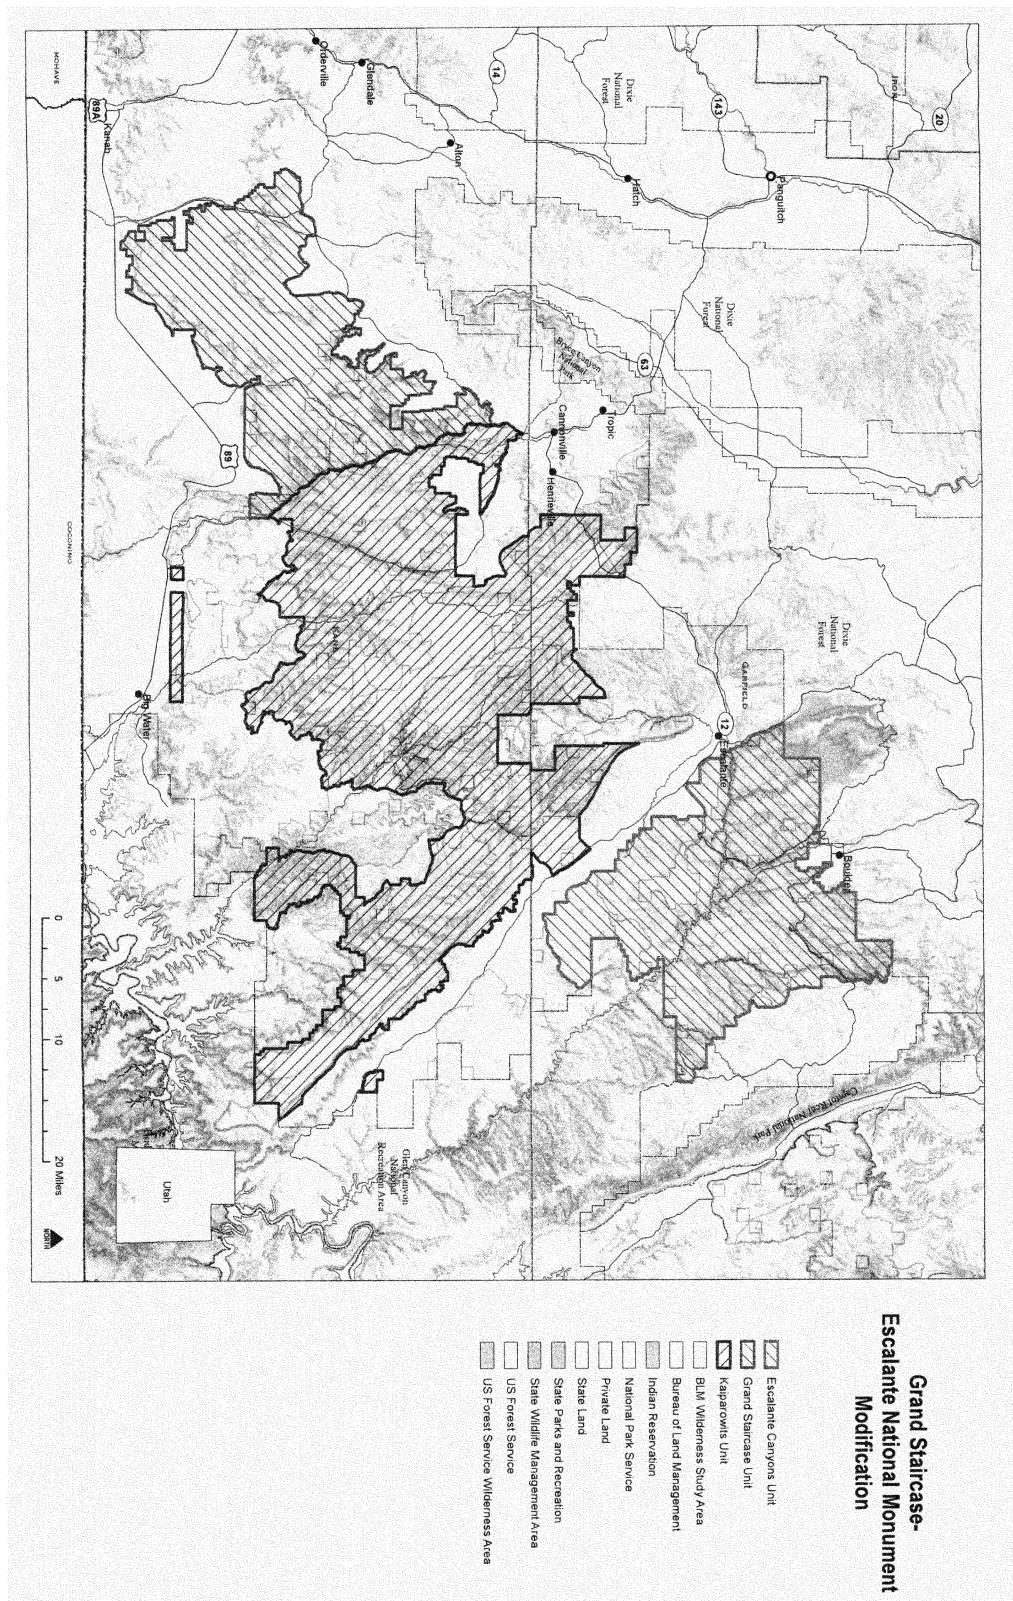 Grand Staircase-
Escalante National Monument
Modification
Escalante Canyons Unit
Grand Staircase Unit
Kaiparowits Unit
BLM Wilderness Study Area
Bureau of Land Management
Indian Reservation
National Park Service
Private Land
State Land
State Parks and Recreation
State Wildlife Management Area
US Forest Service
US Forest Service Wilderness Area
20
IRON
143
Panguitch
Dixie
National
Forest
Hatch
14
Glendale
Orderville
Alton
MOHAVE
89A
Kanab
Dixie
National
Forest
63
Bryce Canyon
National
Park
Tropic
Cannonville
Henrieville
89
COCONINO
KANE
Big Water
Dixie
National
Forest
GARFIELD
12
Escalante
Boulder
Capitol Reef National Park
Glen Canyon
National
Recreation Area
Utah
0
5
10
20 Miles
NORTH